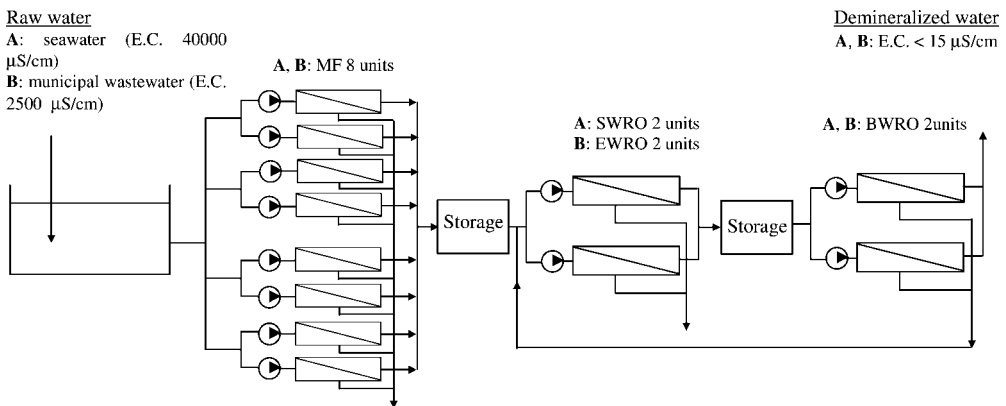 Raw water
A: seawater (E.C. 40000
μS/cm)
B: municipal wastewater (E.C.
2500 μS/cm)
A, B: MF 8 units
Storage
A: SWRO 2 units
B: EWRO 2 units
Storage
A, B: BWRO 2units
Demineralized water
A, B: E.C. < 15 μS/cm